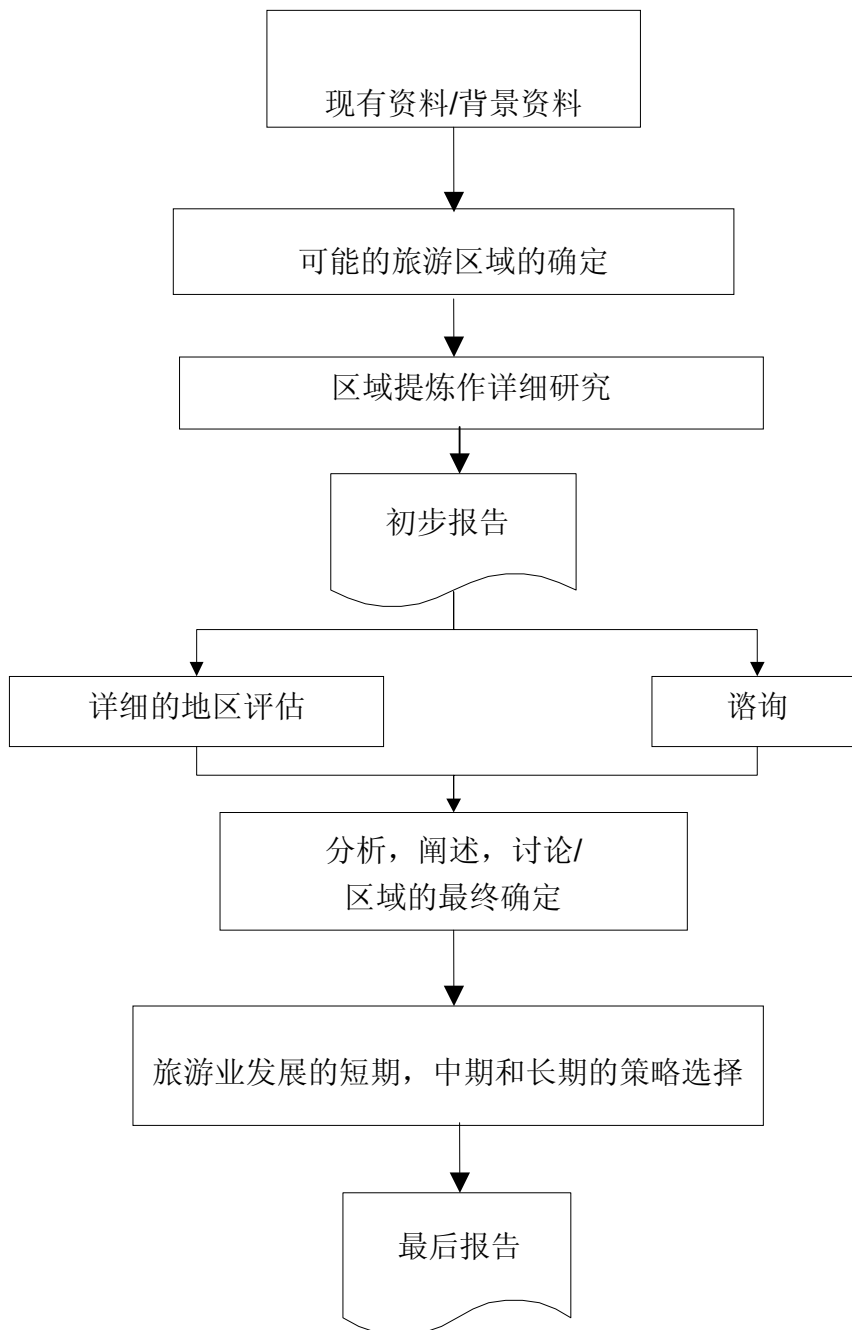 现有资料/背景资料
可能的旅游区域的确定
区域提炼作详细研究
初步报告
详细的地区评估
谘询
分析，阐述，讨论/
区域的最终确定
旅游业发展的短期，中期和长期的策略选择
最后报告